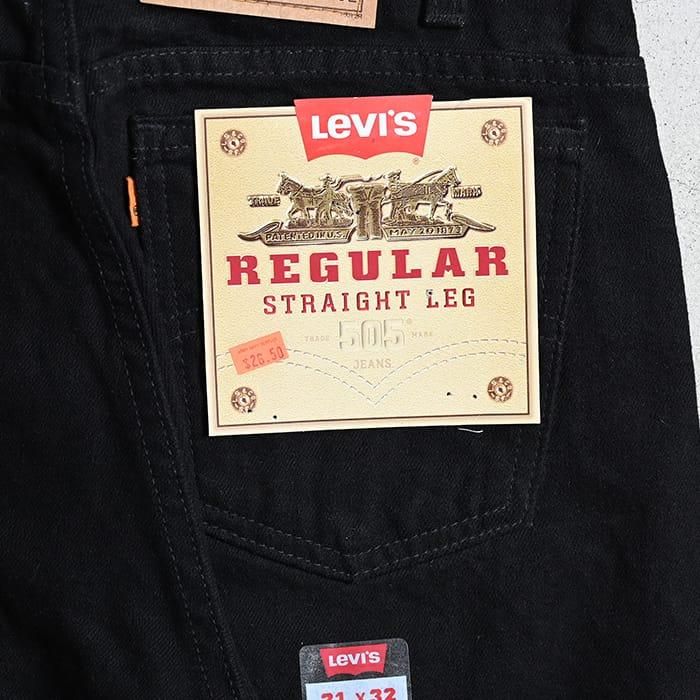 LEVI'S
®
TRADE MARK
PATENTED IN U.S. MAY 20 1873
REGULAR
STRAIGHT LEG
TRADE 505® MARK
JEANS
$26.50
LEVI'S
31 x 32